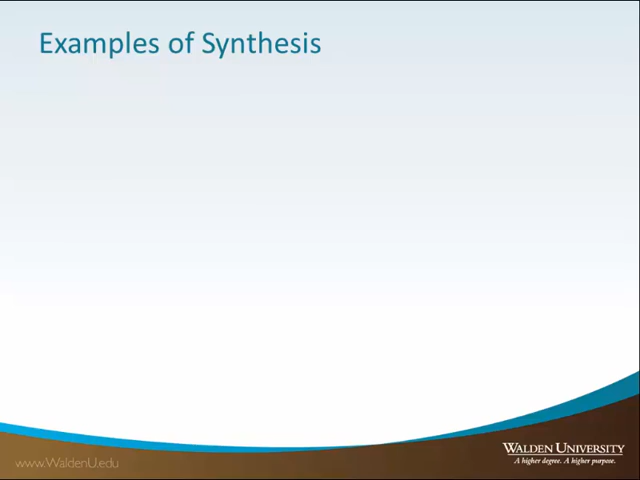 Examples of Synthesis
WALDEN UNIVERSITY
A higher degree. A higher purpose.
www.WaldenU.edu